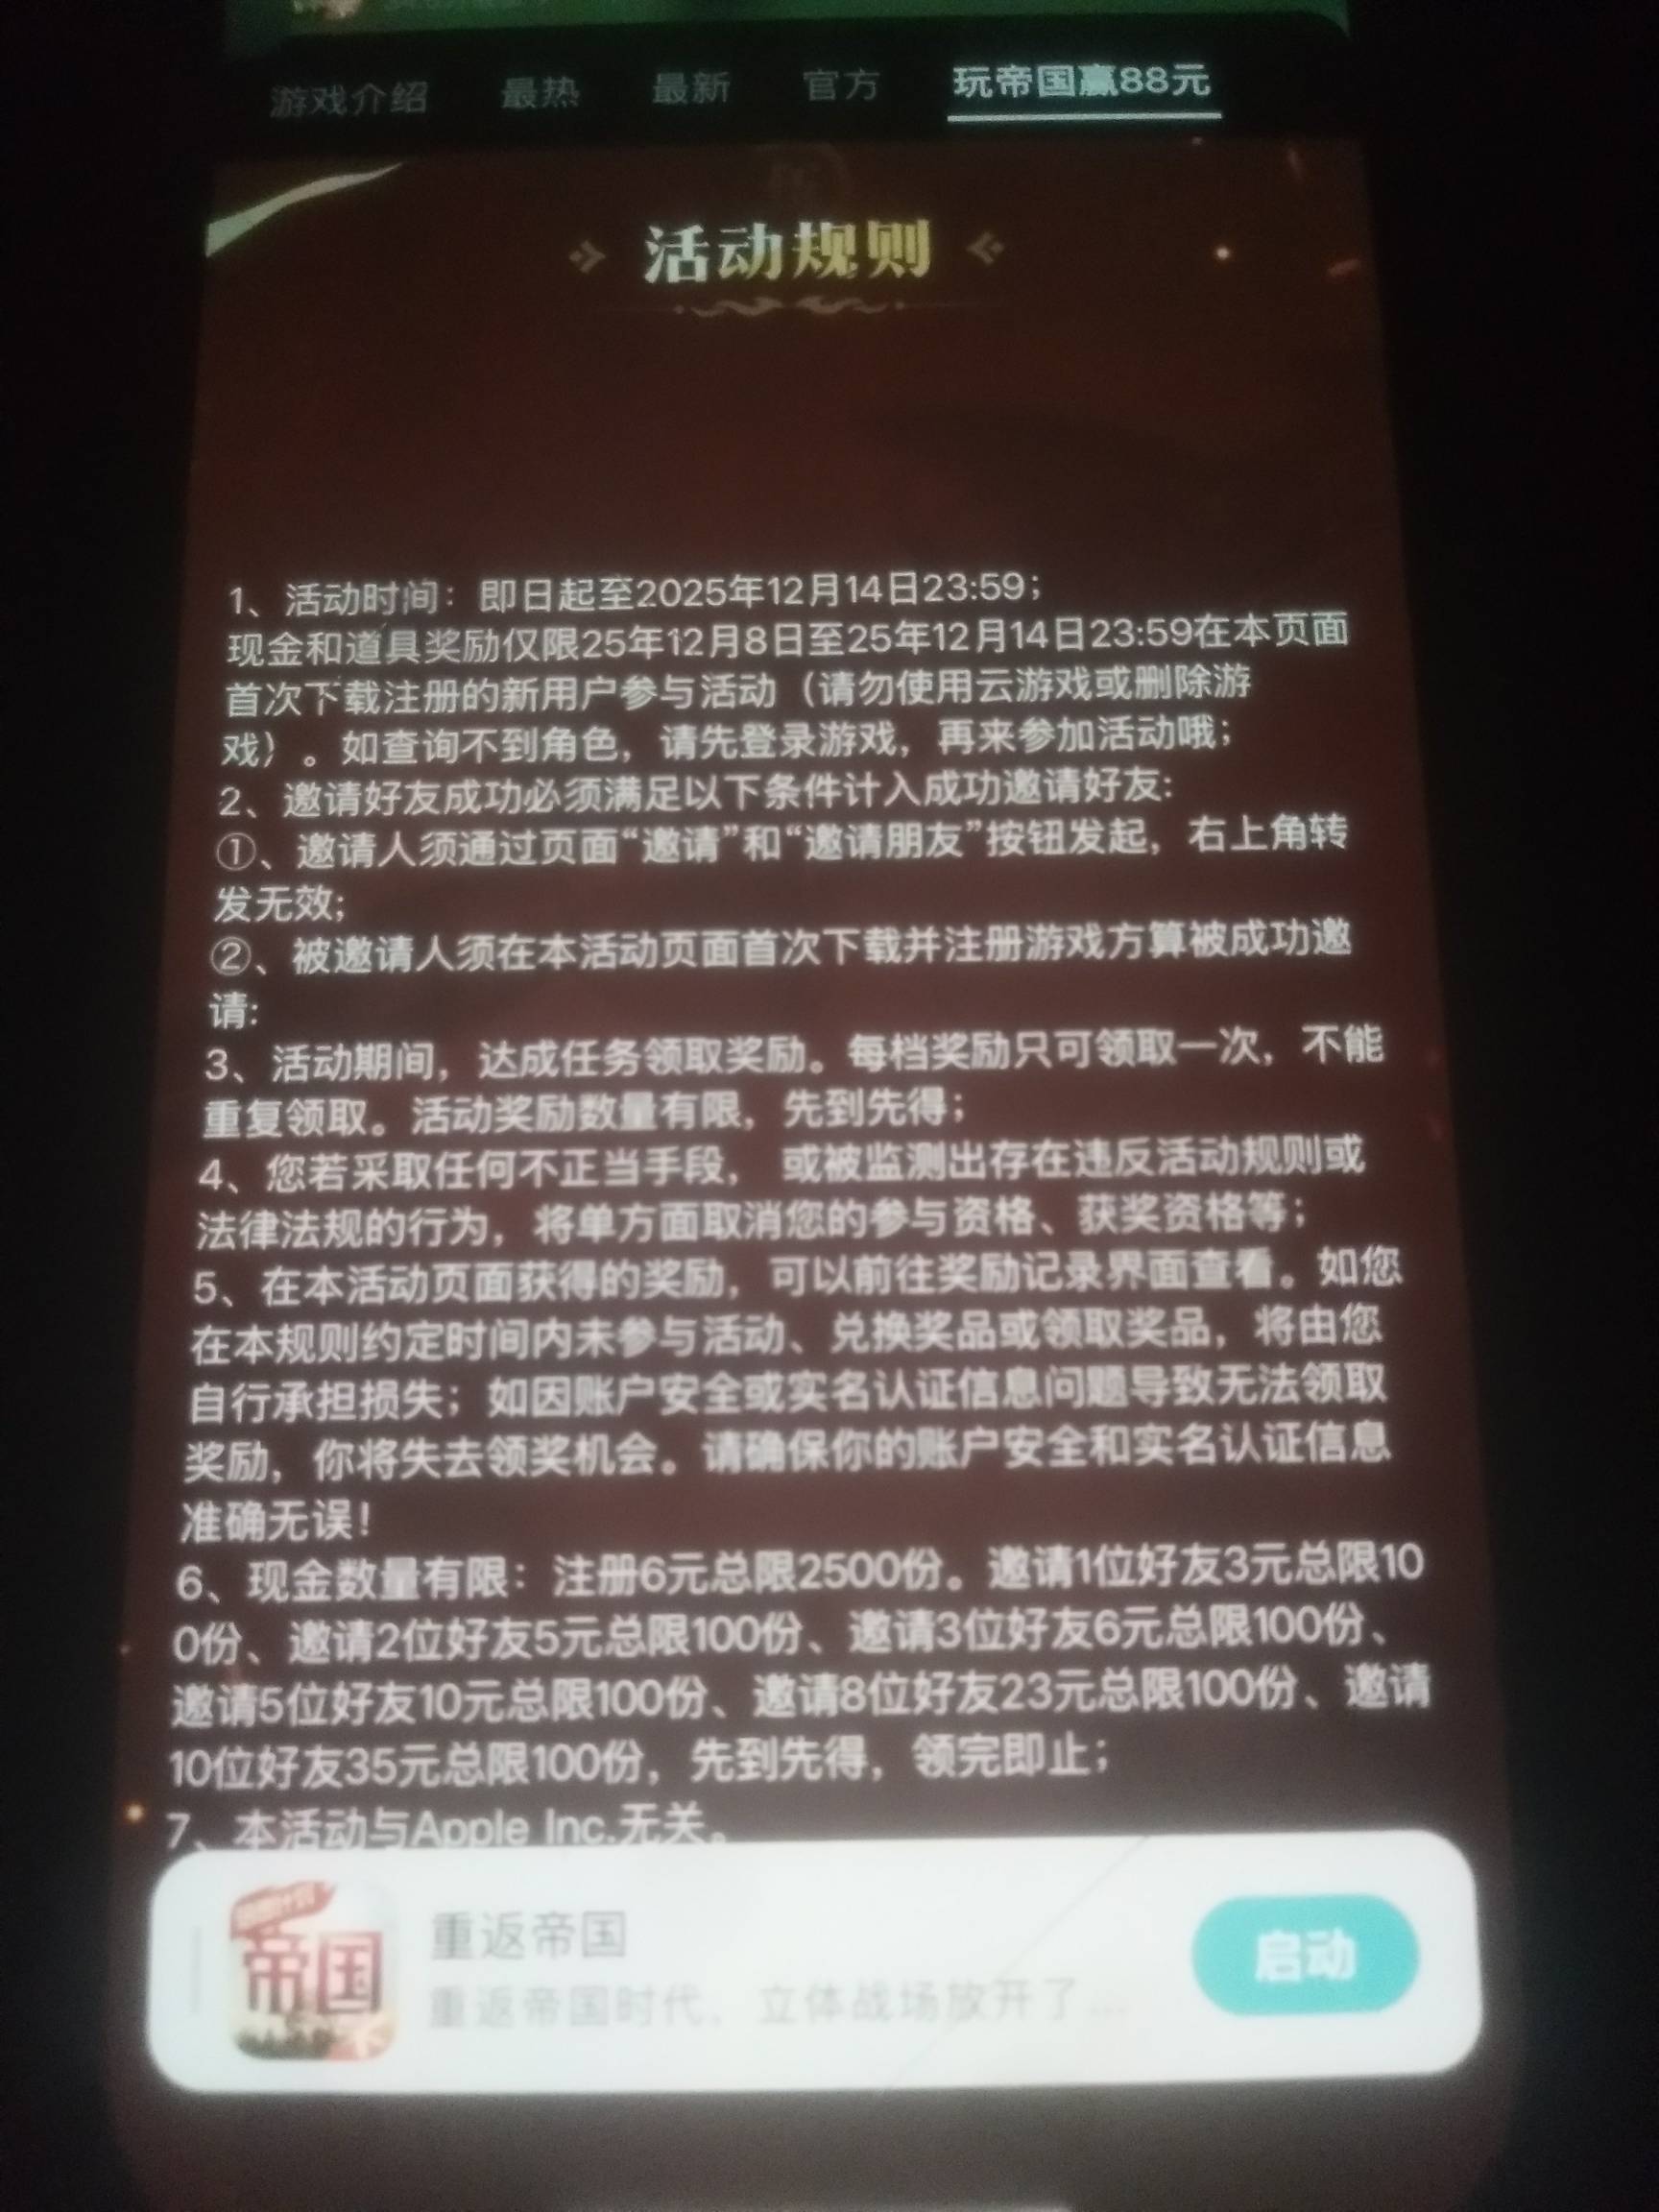 游戏介绍 最热 最新 官方 玩帝国赢88元
活动规则
1、活动时间：即日起至2025年12月14日23:59；
现金和道具奖励仅限25年12月8日至25年12月14日23:59在本页面
首次下载注册的新用户参与活动（请勿使用云游戏或删除游
戏）。如查询不到角色，请先登录游戏，再来参加活动哦；
2、邀请好友成功必须满足以下条件计入成功邀请好友：
①、邀请人须通过页面“邀请”和“邀请朋友”按钮发起，右上角转
发无效；
②、被邀请人须在本活动页面首次下载并注册游戏方算被成功邀
请：
3、活动期间，达成任务领取奖励。每档奖励只可领取一次，不能
重复领取。活动奖励数量有限，先到先得；
4、您若采取任何不正当手段， 或被监测出存在违反活动规则或
法律法规的行为，将单方面取消您的参与资格、获奖资格等；
5、在本活动页面获得的奖励，可以前往奖励记录界面查看。如您
在本规则约定时间内未参与活动、兑换奖品或领取奖品，将由您
自行承担损失；如因账户安全或实名认证信息问题导致无法领取
奖励，你将失去领奖机会。请确保你的账户安全和实名认证信息
准确无误！
6、现金数量有限：注册6元总限2500份。邀请1位好友3元总限10
0份、邀请2位好友5元总限100份、邀请3位好友6元总限100份、
邀请5位好友10元总限100份、邀请8位好友23元总限100份、邀请
10位好友35元总限100份，先到先得，领完即止；
7、本活动与Apple Inc.无关。
帝国
重返帝国
重返帝国时代，立体战场放开了...
启动